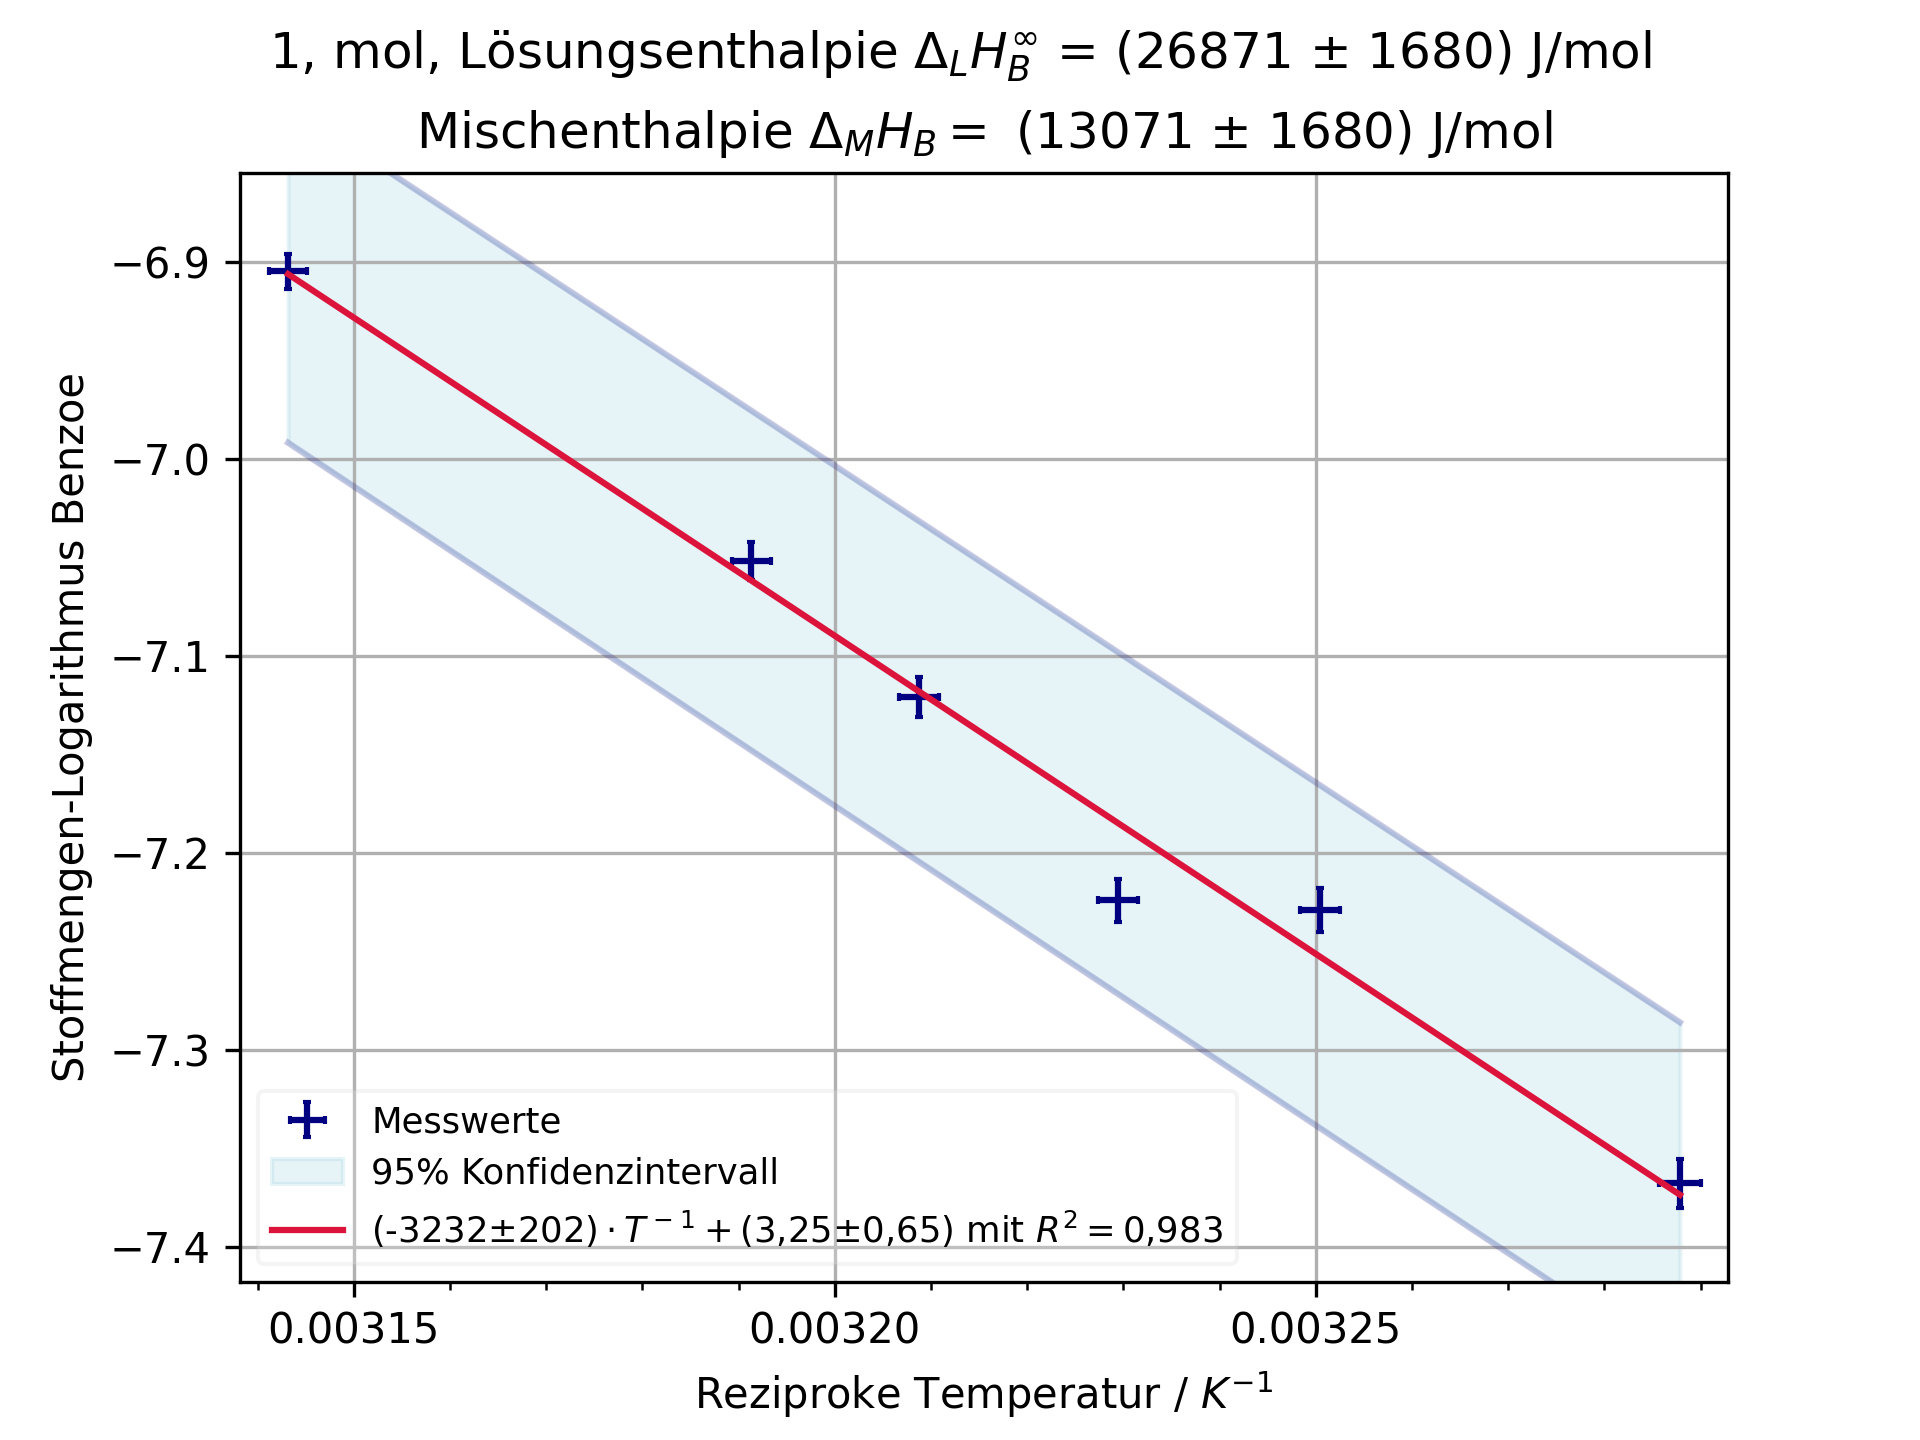 1, mol, Lösungsenthalpie Δ_L H_B^∞ = (26871 ± 1680) J/mol
Mischenthalpie Δ_M H_B = (13071 ± 1680) J/mol
Stoffmengen-Logarithmus Benzoe
−6.9
−7.0
−7.1
−7.2
−7.3
−7.4
Messwerte
95% Konfidenzintervall
(-3232±202) · T⁻¹ + (3,25±0,65) mit R² = 0,983
0.00315 0.00320 0.00325
Reziproke Temperatur / K⁻¹